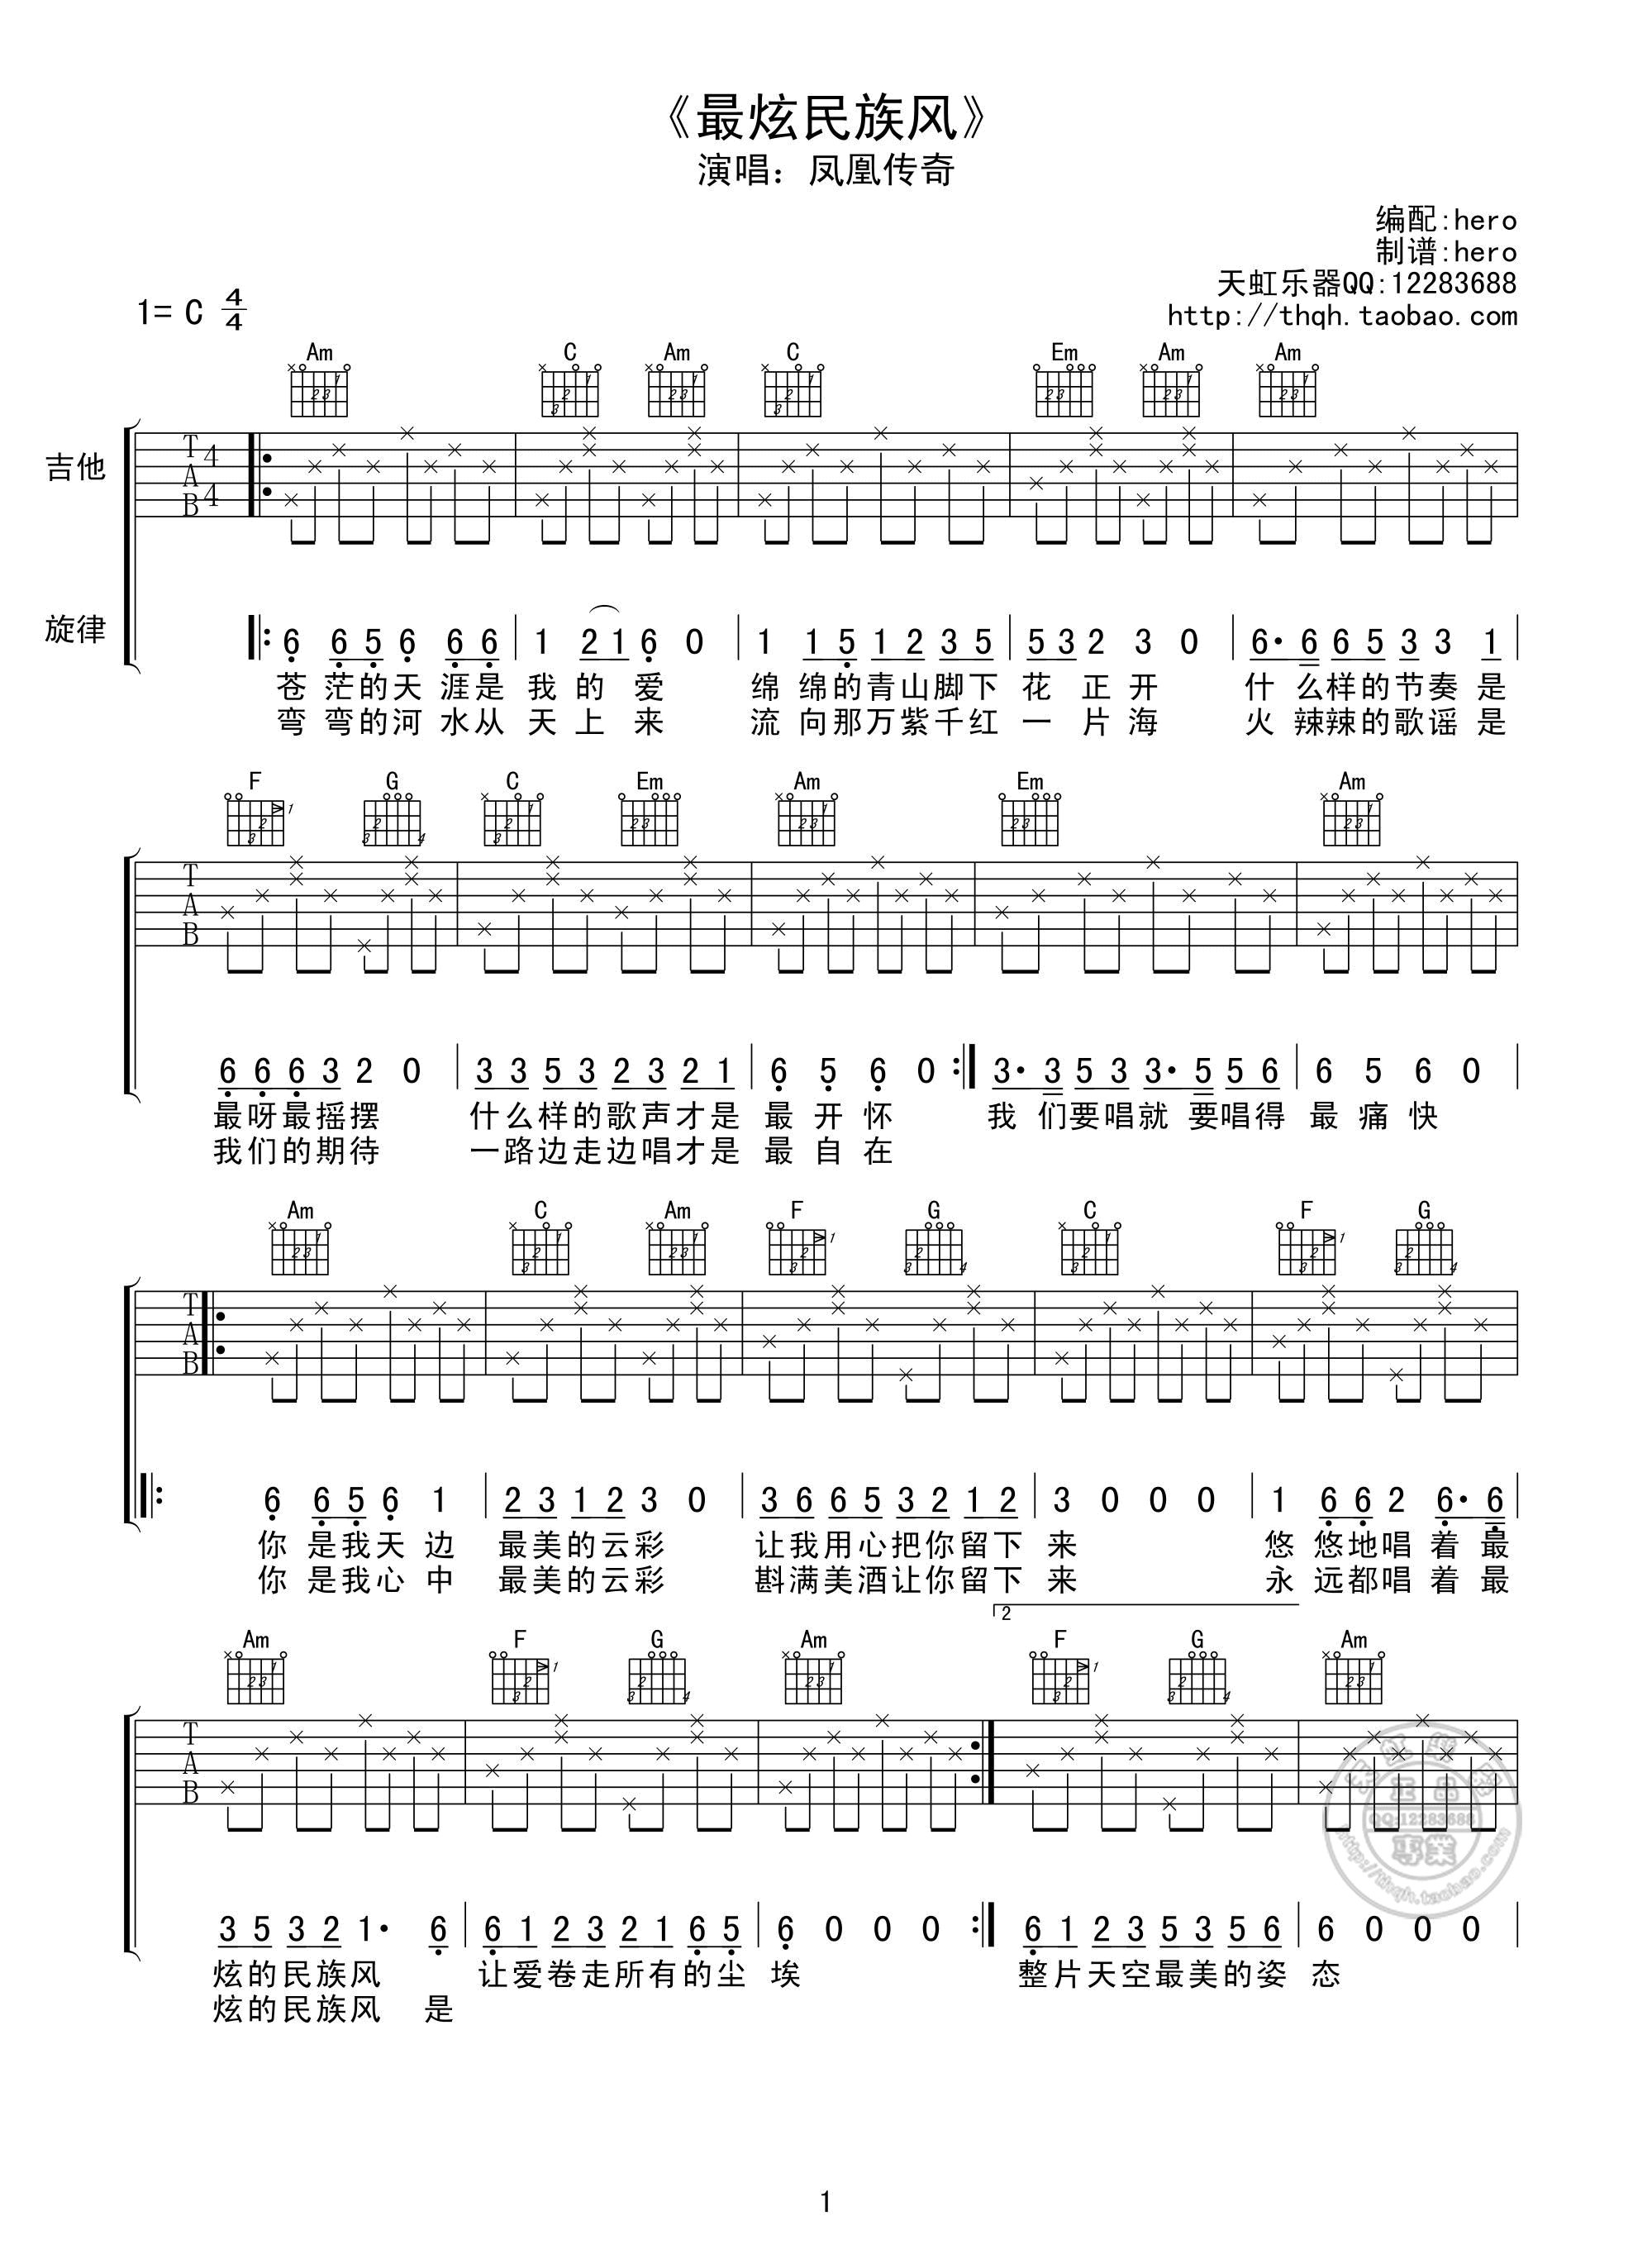 《最炫民族风》
演唱：凤凰传奇
编配:hero
制谱:hero
天虹乐器QQ:12283688
http://thqh.taobao.com
1= C 4/4
Am C Am C Em Am Am
吉他
旋律
6 6 5 6 6 6 | 1 2 1 6 0 | 1 1 5 1 2 3 5 | 5 3 2 3 0 | 6· 6 6 5 3 3 1 |
苍 茫的天 涯是 我 的 爱 绵 绵的青山脚下 花 正 开 什 么样的节奏 是
弯 弯的河 水从 天 上 来 流 向那万紫千红 一 片 海 火 辣辣的歌谣 是
F G C Em Am Em Am
6 6 6 3 2 0 | 3 3 5 3 2 3 2 1 | 6 5 6 0 :| 3· 3 5 3 3· 5 5 6 | 6 5 6 0 |
最呀最摇摆 什么样的歌声才是 最 开 怀 我 们要唱就 要唱得 最 痛 快
我们的期待 一路边走边唱才是 最 自 在
Am C Am F G C F G
|: 6 6 5 6 1 | 2 3 1 2 3 0 | 3 6 6 5 3 2 1 2 | 3 0 0 0 | 1 6 6 2 6· 6 |
你 是我天 边 最美的云彩 让我用心把你留下 来 悠 悠地唱 着 最
你 是我心 中 最美的云彩 斟满美酒让你留下 来 永 远都唱 着 最
2
Am F G Am F G Am
3 5 3 2 1· 6 | 6 1 2 3 2 1 6 5 | 6 0 0 0 :| 6 1 2 3 5 3 5 6 | 6 0 0 0 |
炫的民族风 让爱卷走所有的尘 埃 整片天空最美的姿 态
炫的民族风 是
天虹乐器
正品
QQ:12283688
專業
http://thqh.taobao.com
1